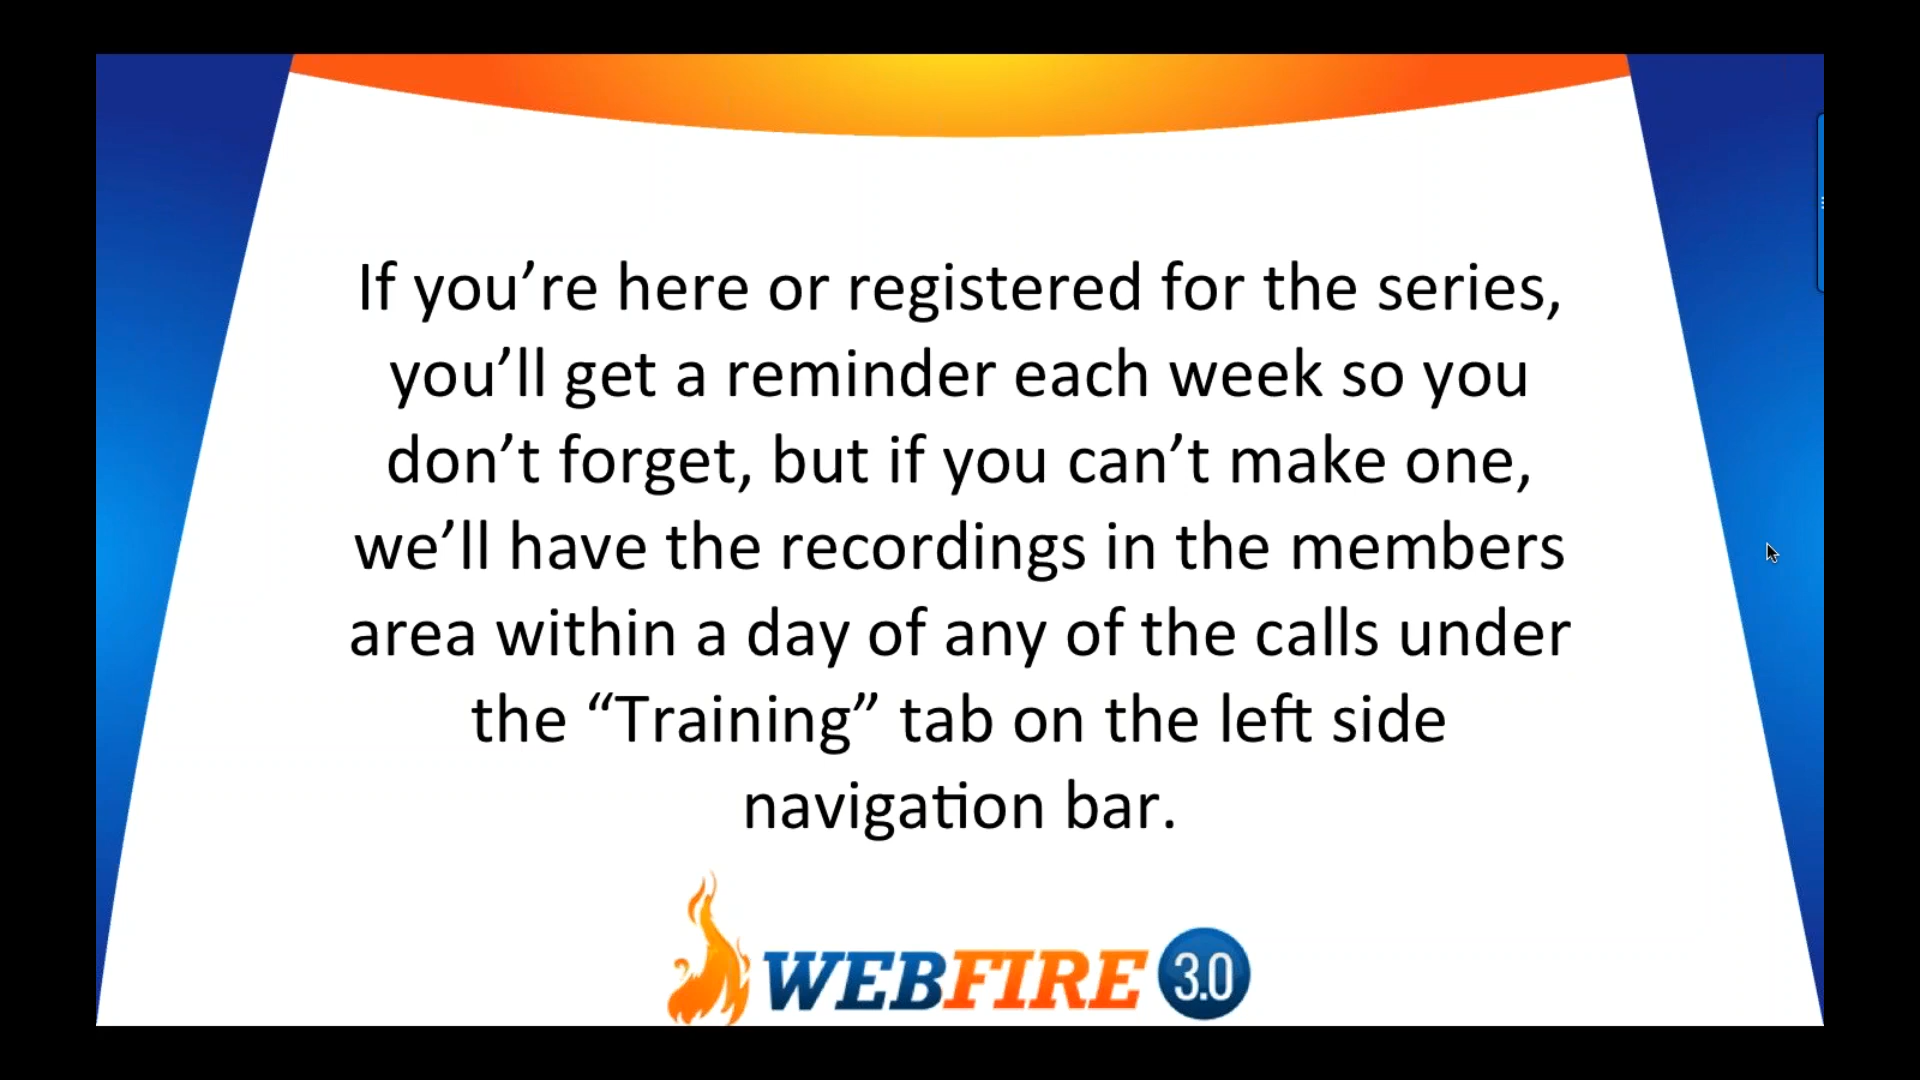 If you’re here or registered for the series,
you’ll get a reminder each week so you
don’t forget, but if you can’t make one,
we’ll have the recordings in the members
area within a day of any of the calls under
the “Training” tab on the left side
navigation bar.
WEBFIRE 3.0